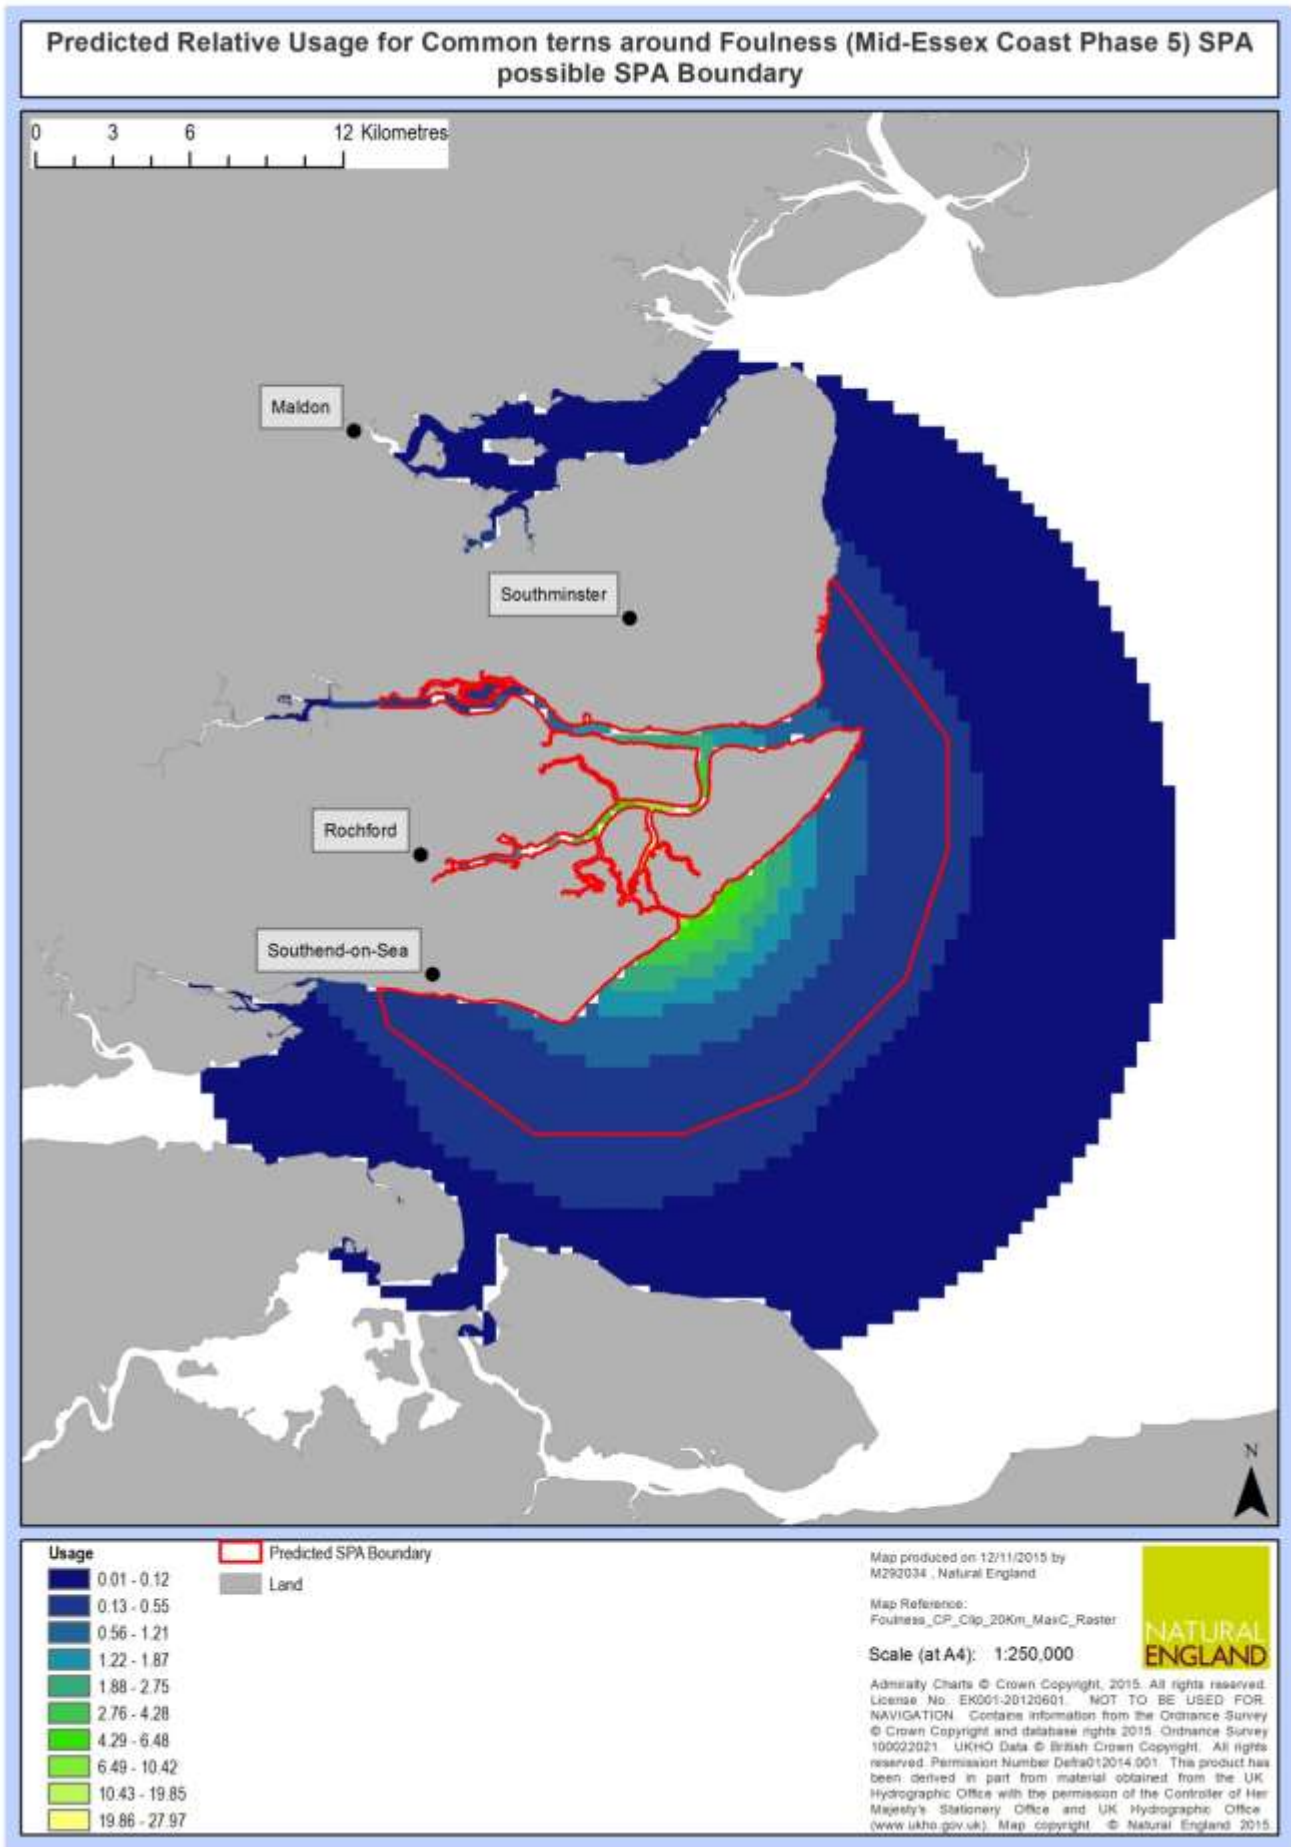 Predicted Relative Usage for Common terns around Foulness (Mid-Essex Coast Phase 5) SPA
possible SPA Boundary
0 3 6 12 Kilometres
Maldon
Southminster
Rochford
Southend-on-Sea
N
Usage
0.01 - 0.12
0.13 - 0.55
0.56 - 1.21
1.22 - 1.87
1.88 - 2.75
2.76 - 4.28
4.29 - 6.48
6.49 - 10.42
10.43 - 19.85
19.86 - 27.97
Predicted SPA Boundary
Land
Map produced on 12/11/2015 by
M292034 , Natural England
Map Reference:
Foulness_CP_Clip_20Km_MaxC_Raster
Scale (at A4): 1:250,000
NATURAL
ENGLAND
Admiralty Charts © Crown Copyright, 2015. All rights reserved.
License No. EK001-20120601. NOT TO BE USED FOR
NAVIGATION. Contains information from the Ordnance Survey
© Crown Copyright and database rights 2015. Ordnance Survey
100022021. UKHO Data © British Crown Copyright. All rights
reserved. Permission Number Defra012014.001. This product has
been derived in part from material obtained from the UK
Hydrographic Office with the permission of the Controller of Her
Majesty's Stationery Office and UK Hydrographic Office
(www.ukho.gov.uk). Map copyright © Natural England 2015.